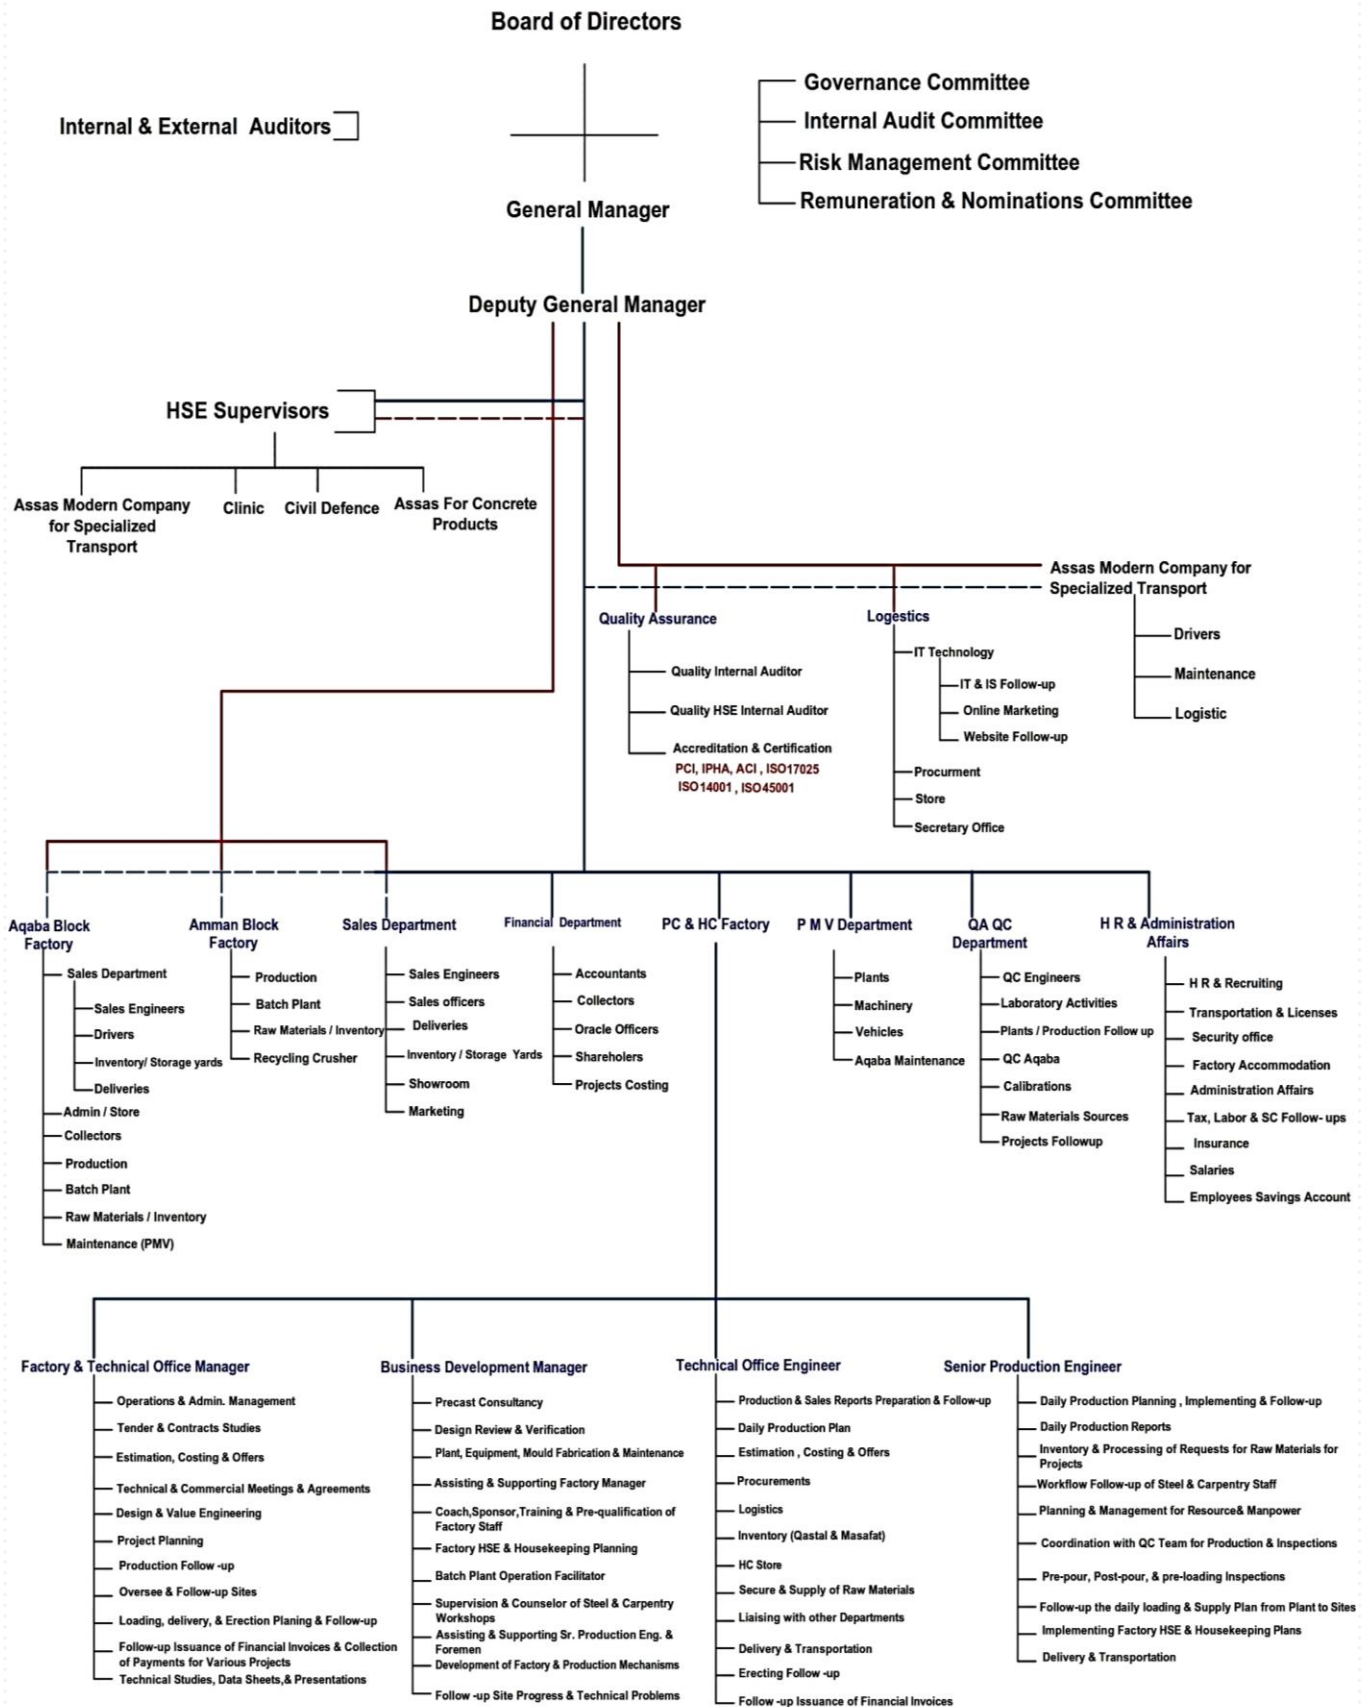 Board of Directors
Internal & External Auditors
Governance Committee
Internal Audit Committee
Risk Management Committee
Remuneration & Nominations Committee
General Manager
Deputy General Manager
HSE Supervisors
Assas Modern Company
for Specialized
Transport
Clinic
Civil Defence
Assas For Concrete
Products
Assas Modern Company for
Specialized Transport
Drivers
Maintenance
Logistic
Quality Assurance
Quality Internal Auditor
Quality HSE Internal Auditor
Accreditation & Certification
PCI, IPHA, ACI , ISO17025
ISO14001 , ISO45001
Logestics
IT Technology
IT & IS Follow-up
Online Marketing
Website Follow-up
Procurment
Store
Secretary Office
Aqaba Block
Factory
Sales Department
Sales Engineers
Drivers
Inventory/ Storage yards
Deliveries
Admin / Store
Collectors
Production
Batch Plant
Raw Materials / Inventory
Maintenance (PMV)
Amman Block
Factory
Production
Batch Plant
Raw Materials / Inventory
Recycling Crusher
Sales Department
Sales Engineers
Sales officers
Deliveries
Inventory / Storage Yards
Showroom
Marketing
Financial Department
Accountants
Collectors
Oracle Officers
Shareholers
Projects Costing
PC & HC Factory
P M V Department
Plants
Machinery
Vehicles
Aqaba Maintenance
QA QC
Department
QC Engineers
Laboratory Activities
Plants / Production Follow up
QC Aqaba
Calibrations
Raw Materials Sources
Projects Followup
H R & Administration
Affairs
H R & Recruiting
Transportation & Licenses
Security office
Factory Accommodation
Administration Affairs
Tax, Labor & SC Follow- ups
Insurance
Salaries
Employees Savings Account
Factory & Technical Office Manager
Operations & Admin. Management
Tender & Contracts Studies
Estimation, Costing & Offers
Technical & Commercial Meetings & Agreements
Design & Value Engineering
Project Planning
Production Follow -up
Oversee & Follow-up Sites
Loading, delivery, & Erection Planing & Follow-up
Follow-up Issuance of Financial Invoices & Collection
of Payments for Various Projects
Technical Studies, Data Sheets,& Presentations
Business Development Manager
Precast Consultancy
Design Review & Verification
Plant, Equipment, Mould Fabrication & Maintenance
Assisting & Supporting Factory Manager
Coach,Sponsor,Training & Pre-qualification of
Factory Staff
Factory HSE & Housekeeping Planning
Batch Plant Operation Facilitator
Supervision & Counselor of Steel & Carpentry
Workshops
Assisting & Supporting Sr. Production Eng. &
Foremen
Development of Factory & Production Mechanisms
Follow -up Site Progress & Technical Problems
Technical Office Engineer
Production & Sales Reports Preparation & Follow-up
Daily Production Plan
Estimation , Costing & Offers
Procurements
Logistics
Inventory (Qastal & Masafat)
HC Store
Secure & Supply of Raw Materials
Liaising with other Departments
Delivery & Transportation
Erecting Follow -up
Follow -up Issuance of Financial Invoices
Senior Production Engineer
Daily Production Planning , Implementing & Follow-up
Daily Production Reports
Inventory & Processing of Requests for Raw Materials for
Projects
Workflow Follow-up of Steel & Carpentry Staff
Planning & Management for Resource& Manpower
Coordination with QC Team for Production & Inspections
Pre-pour, Post-pour, & pre-loading Inspections
Follow-up the daily loading & Supply Plan from Plant to Sites
Implementing Factory HSE & Housekeeping Plans
Delivery & Transportation